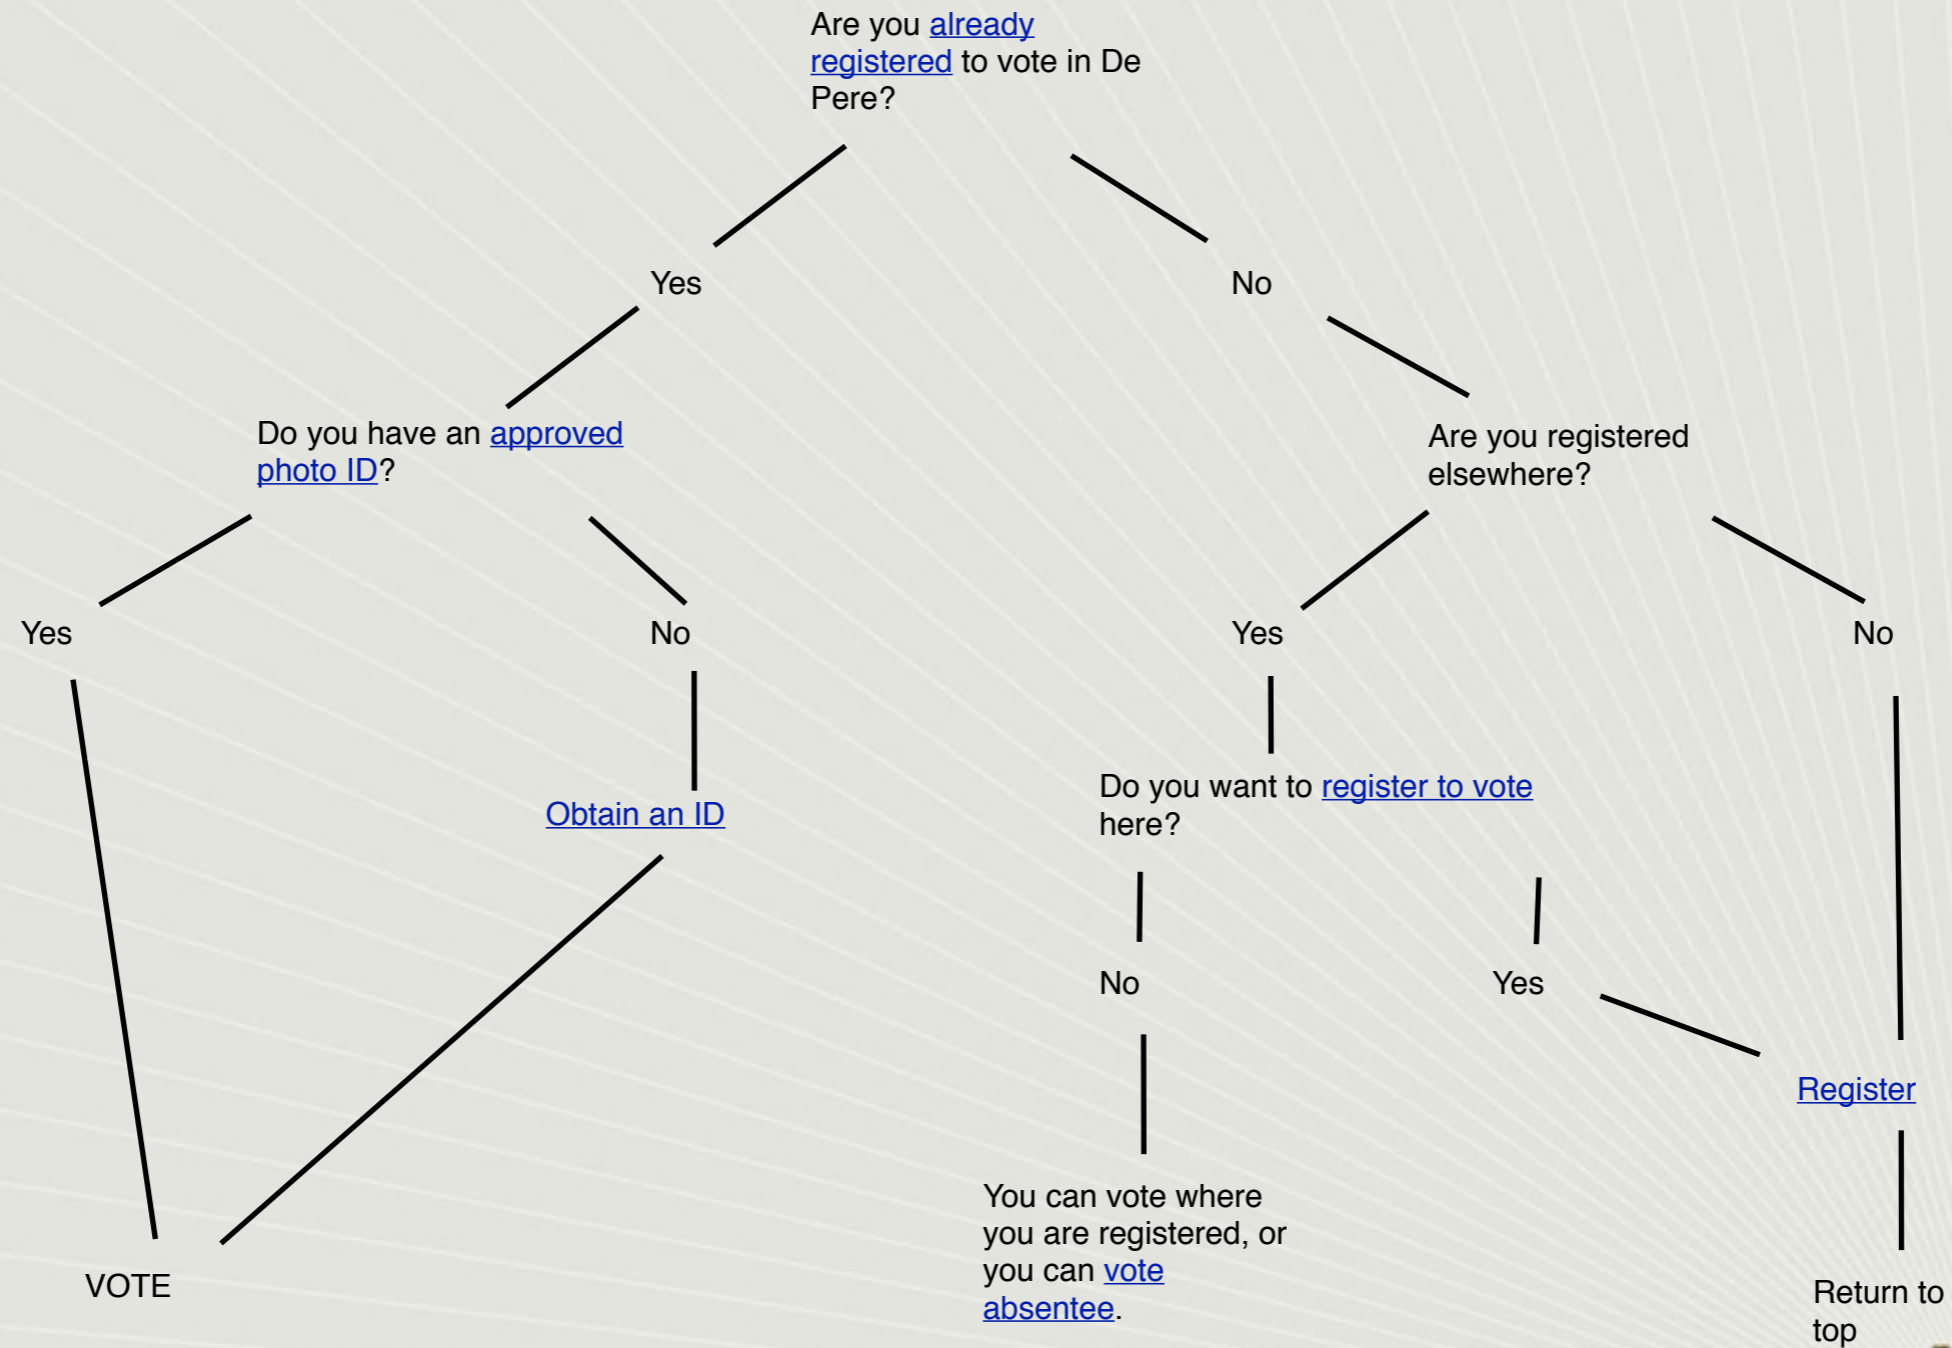 Are you already
registered to vote in De
Pere?
Yes
No
Do you have an approved
photo ID?
Are you registered
elsewhere?
Yes
No
Yes
No
Do you want to register to vote
here?
Obtain an ID
No
Yes
Register
You can vote where
you are registered, or
you can vote
absentee.
VOTE
Return to
top